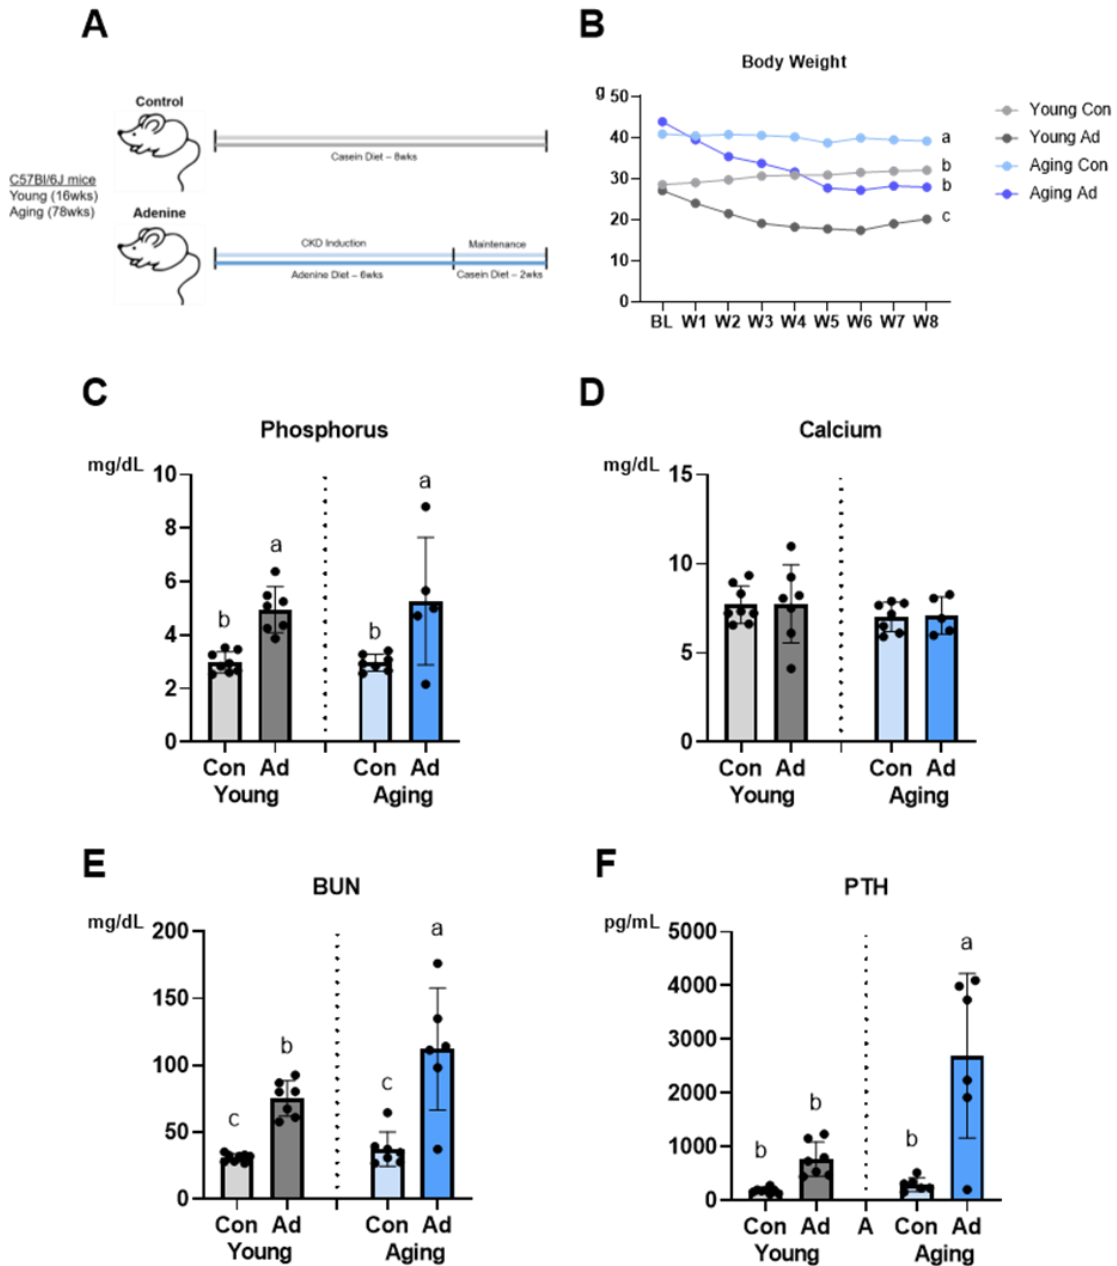 A
Control
Casein Diet – 8wks
C57Bl/6J mice
Young (16wks)
Aging (78wks)
Adenine
CKD Induction
Maintenance
Adenine Diet – 6wks
Casein Diet – 2wks
B
Body Weight
g
50
40
30
20
10
0
BL W1 W2 W3 W4 W5 W6 W7 W8
a
b
b
c
Young Con
Young Ad
Aging Con
Aging Ad
C
Phosphorus
mg/dL
10
8
6
4
2
0
b
a
b
a
Con Ad Con Ad
Young Aging
D
Calcium
mg/dL
15
10
5
0
Con Ad Con Ad
Young Aging
E
BUN
mg/dL
200
150
100
50
0
c
b
c
a
Con Ad Con Ad
Young Aging
F
PTH
pg/mL
5000
4000
3000
2000
1000
0
b
b
b
a
Con Ad A Con Ad
Young Aging